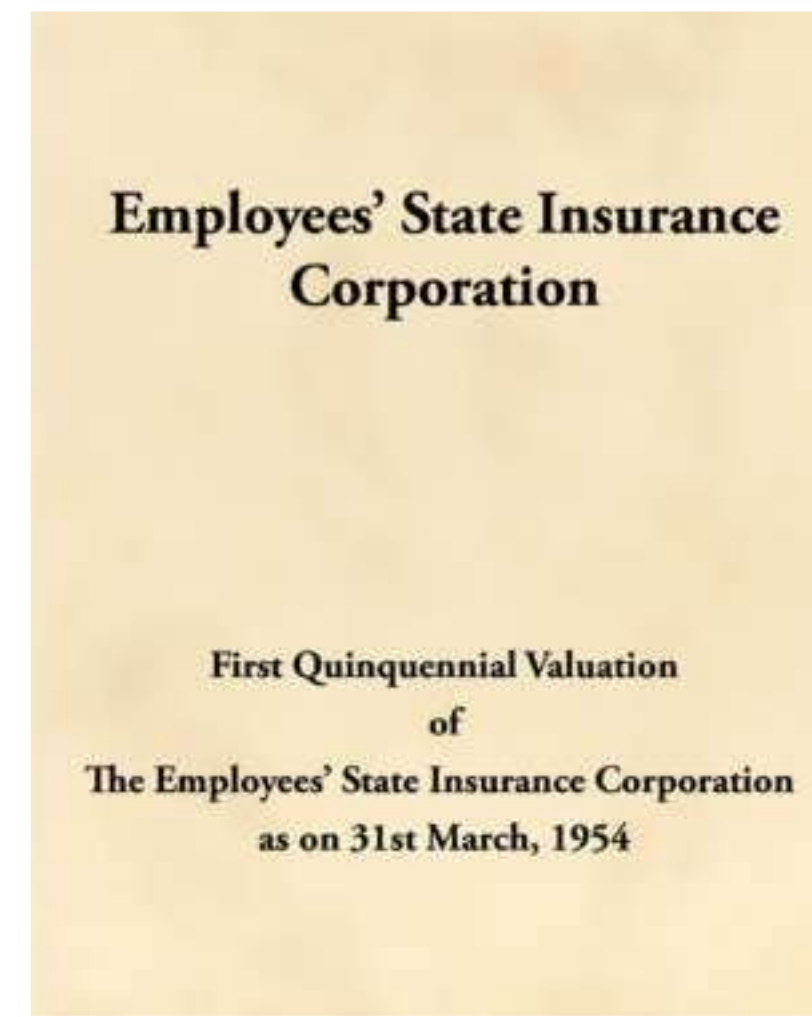 Employees’ State Insurance
Corporation
First Quinquennial Valuation
of
The Employees’ State Insurance Corporation
as on 31st March, 1954